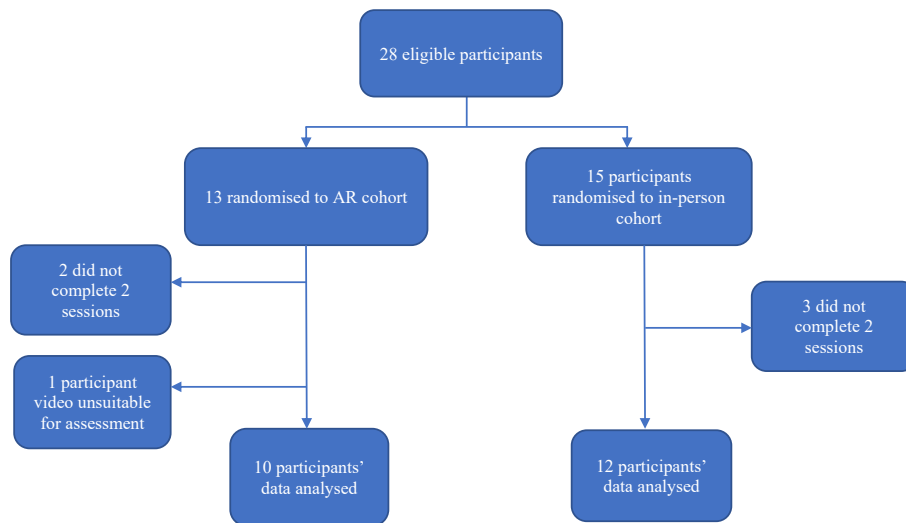 28 eligible participants
13 randomised to AR cohort
15 participants
randomised to in-person
cohort
2 did not
complete 2
sessions
3 did not
complete 2
sessions
1 participant
video unsuitable
for assessment
10 participants’
data analysed
12 participants’
data analysed